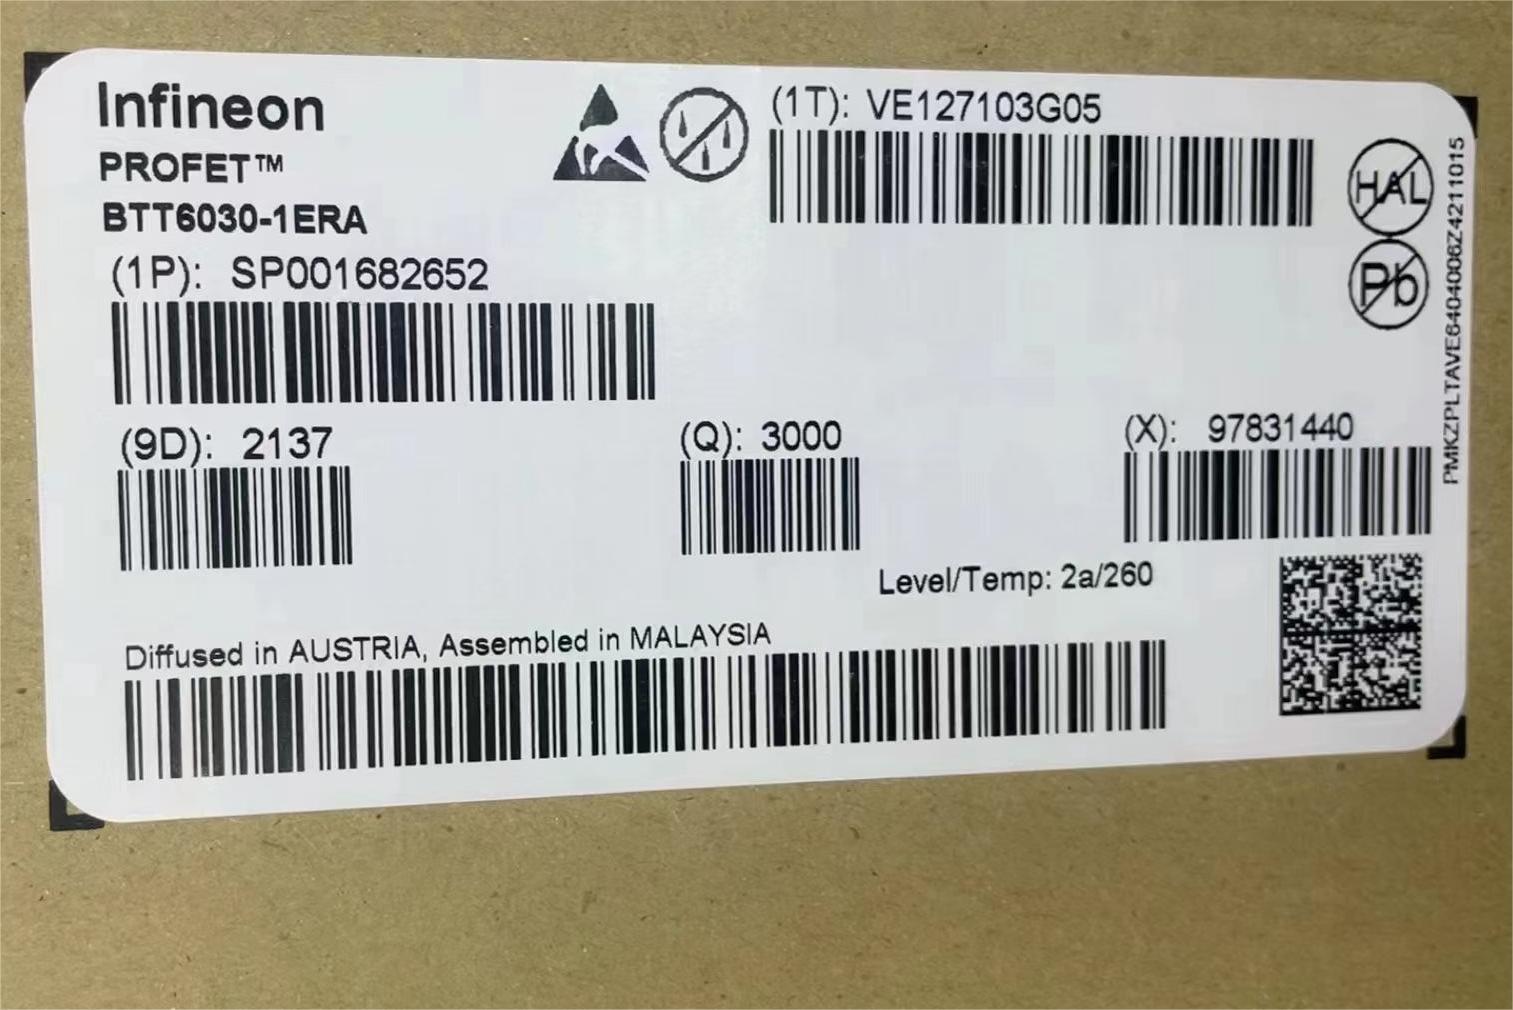 Infineon
PROFET™
BTT6030-1ERA
(1P): SP001682652
(1T): VE127103G05
HAL
Pb
PMKZPLTAVE6404006Z4211015
(9D): 2137
(Q): 3000
(X): 97831440
Level/Temp: 2a/260
Diffused in AUSTRIA, Assembled in MALAYSIA